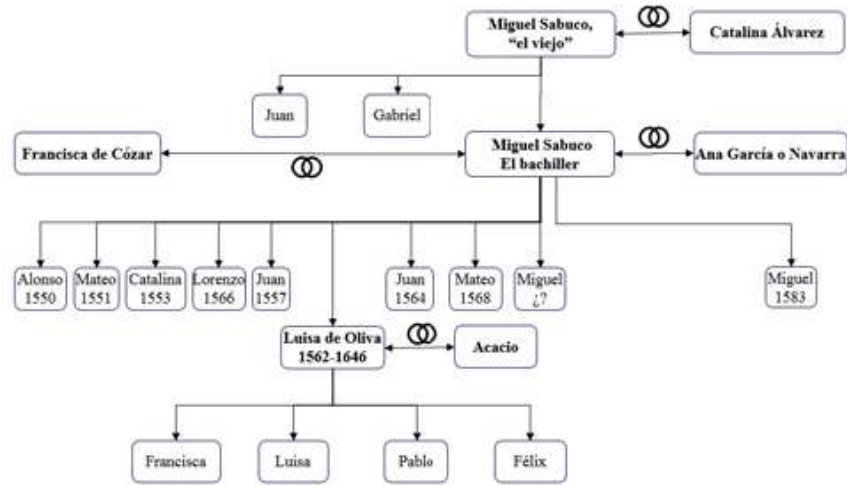 Miguel Sabuco,
“el viejo”
Catalina Álvarez
Juan
Gabriel
Francisca de Cózar
Miguel Sabuco
El bachiller
Ana García o Navarra
Alonso
1550
Mateo
1551
Catalina
1553
Lorenzo
1566
Juan
1557
Juan
1564
Mateo
1568
Miguel
¿?
Miguel
1583
Luisa de Oliva
1562-1646
Acacio
Francisca
Luisa
Pablo
Félix